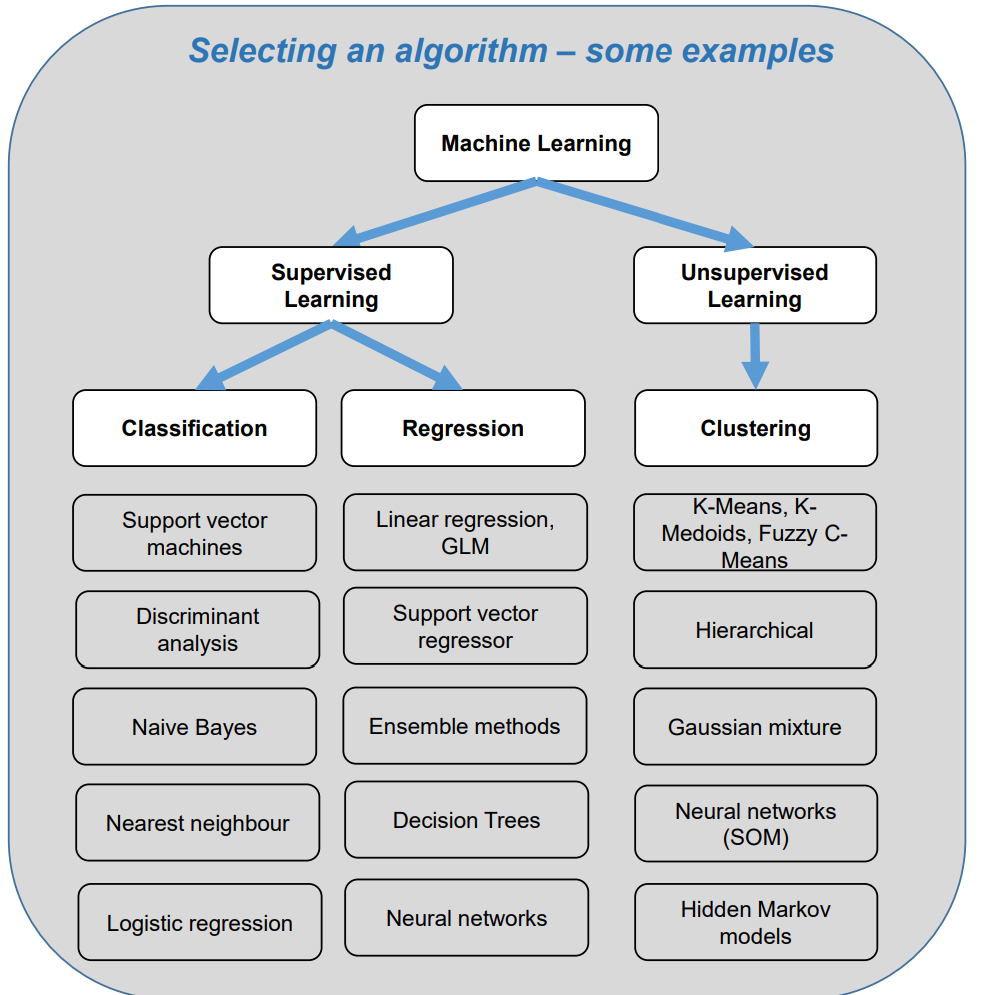 Selecting an algorithm – some examples
Machine Learning
Supervised
Learning
Unsupervised
Learning
Classification
Regression
Clustering
Support vector
machines
Linear regression,
GLM
K-Means, K-
Medoids, Fuzzy C-
Means
Discriminant
analysis
Support vector
regressor
Hierarchical
Naive Bayes
Ensemble methods
Gaussian mixture
Nearest neighbour
Decision Trees
Neural networks
(SOM)
Logistic regression
Neural networks
Hidden Markov
models